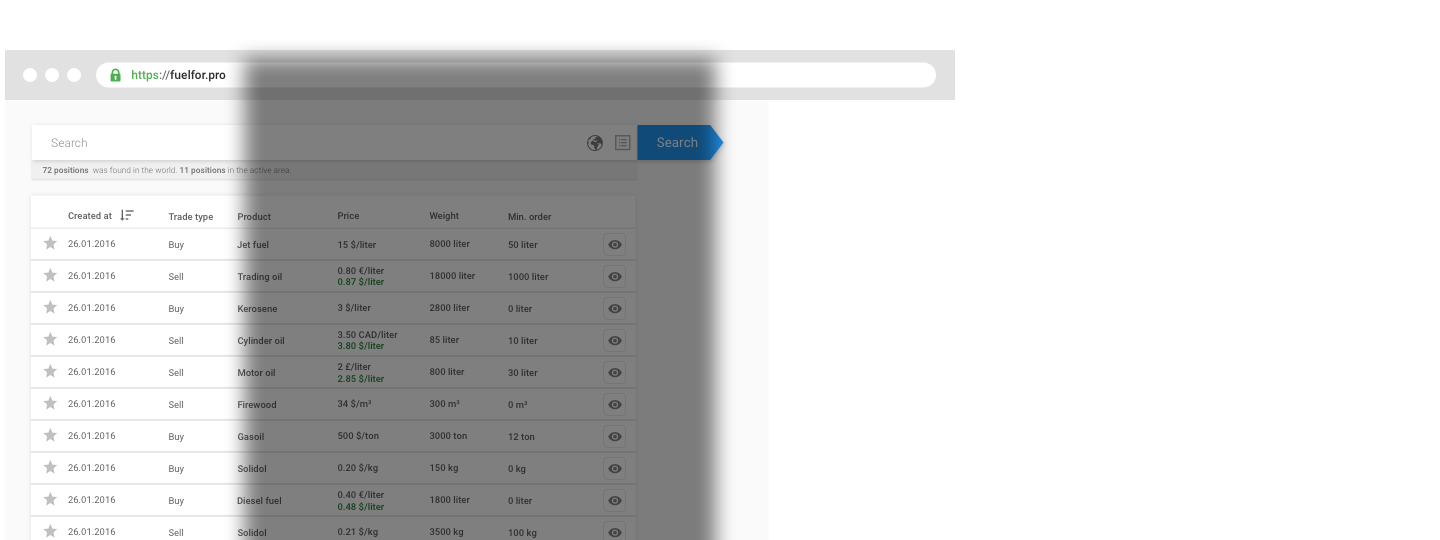 https://fuelfor.pro
Search Search
72 positions was found in the world. 11 positions in the active area.
Created at Trade type Product Price Weight Min. order
26.01.2016 Buy Jet fuel 15 $/liter 8000 liter 50 liter
26.01.2016 Sell Trading oil 0.80 €/liter 0.87 $/liter 18000 liter 1000 liter
26.01.2016 Buy Kerosene 3 $/liter 2800 liter 0 liter
26.01.2016 Sell Cylinder oil 3.50 CAD/liter 3.80 $/liter 85 liter 10 liter
26.01.2016 Sell Motor oil 2 £/liter 2.85 $/liter 800 liter 30 liter
26.01.2016 Sell Firewood 34 $/m³ 300 m³ 0 m³
26.01.2016 Buy Gasoil 500 $/ton 3000 ton 12 ton
26.01.2016 Buy Solidol 0.20 $/kg 150 kg 0 kg
26.01.2016 Buy Diesel fuel 0.40 €/liter 0.48 $/liter 1800 liter 0 liter
26.01.2016 Sell Solidol 0.21 $/kg 3500 kg 100 kg